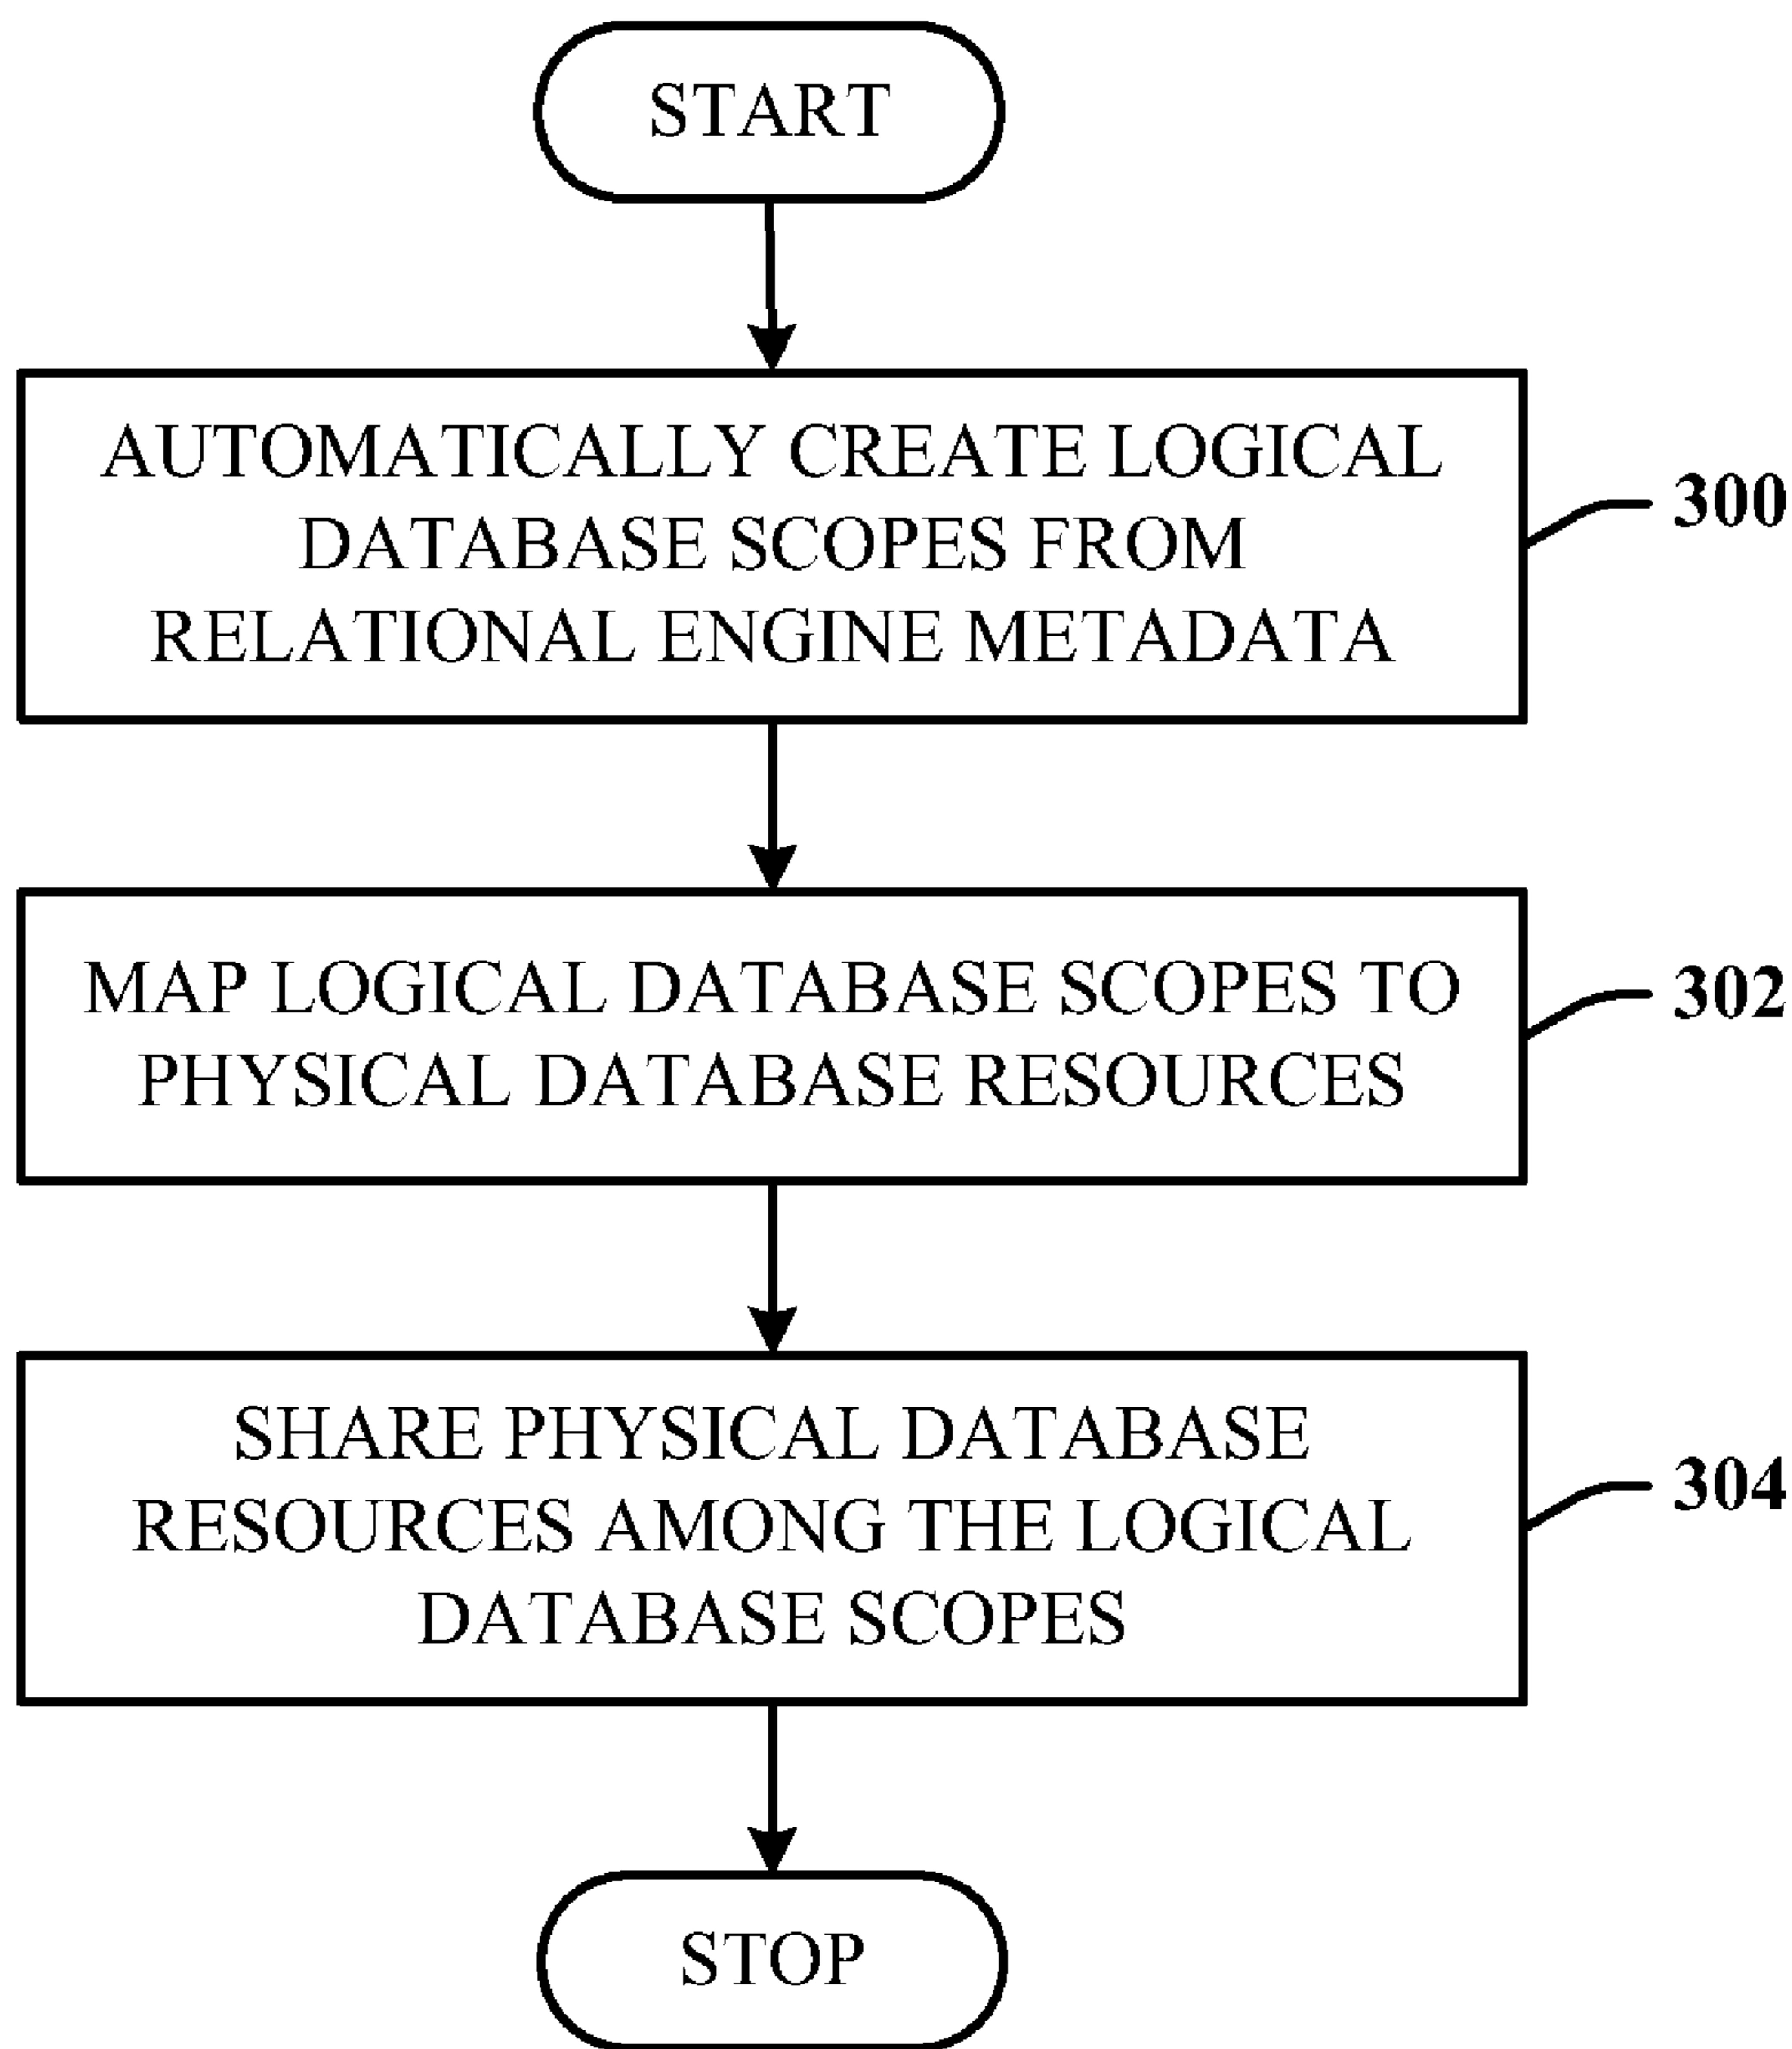 START
AUTOMATICALLY CREATE LOGICAL
DATABASE SCOPES FROM
RELATIONAL ENGINE METADATA
300
MAP LOGICAL DATABASE SCOPES TO
PHYSICAL DATABASE RESOURCES
302
SHARE PHYSICAL DATABASE
RESOURCES AMONG THE LOGICAL
DATABASE SCOPES
304
STOP